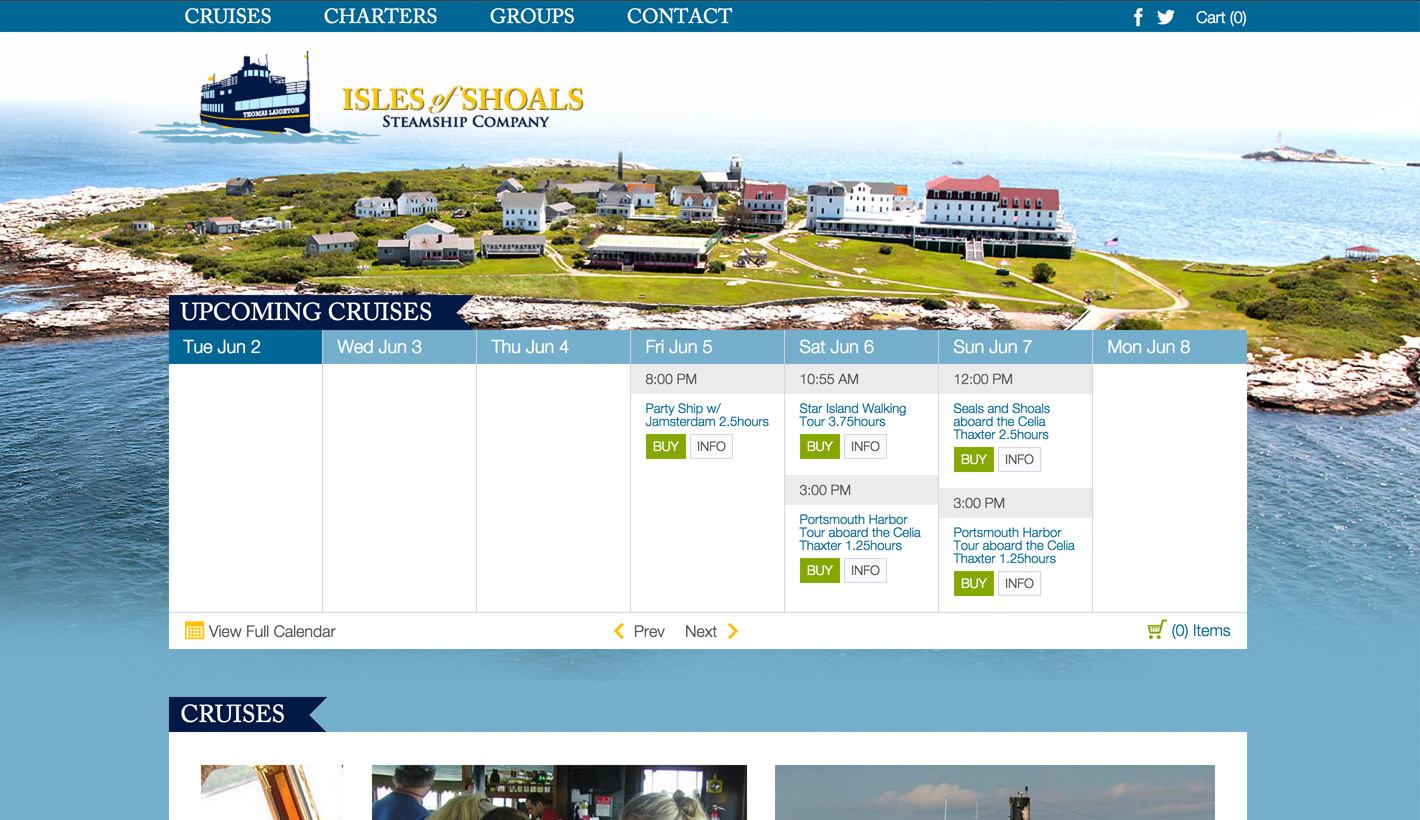 CRUISES CHARTERS GROUPS CONTACT Cart (0)
THOMAS LAIGHTON
ISLES of SHOALS
STEAMSHIP COMPANY
UPCOMING CRUISES
Tue Jun 2 Wed Jun 3 Thu Jun 4 Fri Jun 5 Sat Jun 6 Sun Jun 7 Mon Jun 8
8:00 PM
Party Ship w/
Jamsterdam 2.5hours
BUY INFO
10:55 AM
Star Island Walking
Tour 3.75hours
BUY INFO
3:00 PM
Portsmouth Harbor
Tour aboard the Celia
Thaxter 1.25hours
BUY INFO
12:00 PM
Seals and Shoals
aboard the Celia
Thaxter 2.5hours
BUY INFO
3:00 PM
Portsmouth Harbor
Tour aboard the Celia
Thaxter 1.25hours
BUY INFO
View Full Calendar Prev Next (0) Items
CRUISES